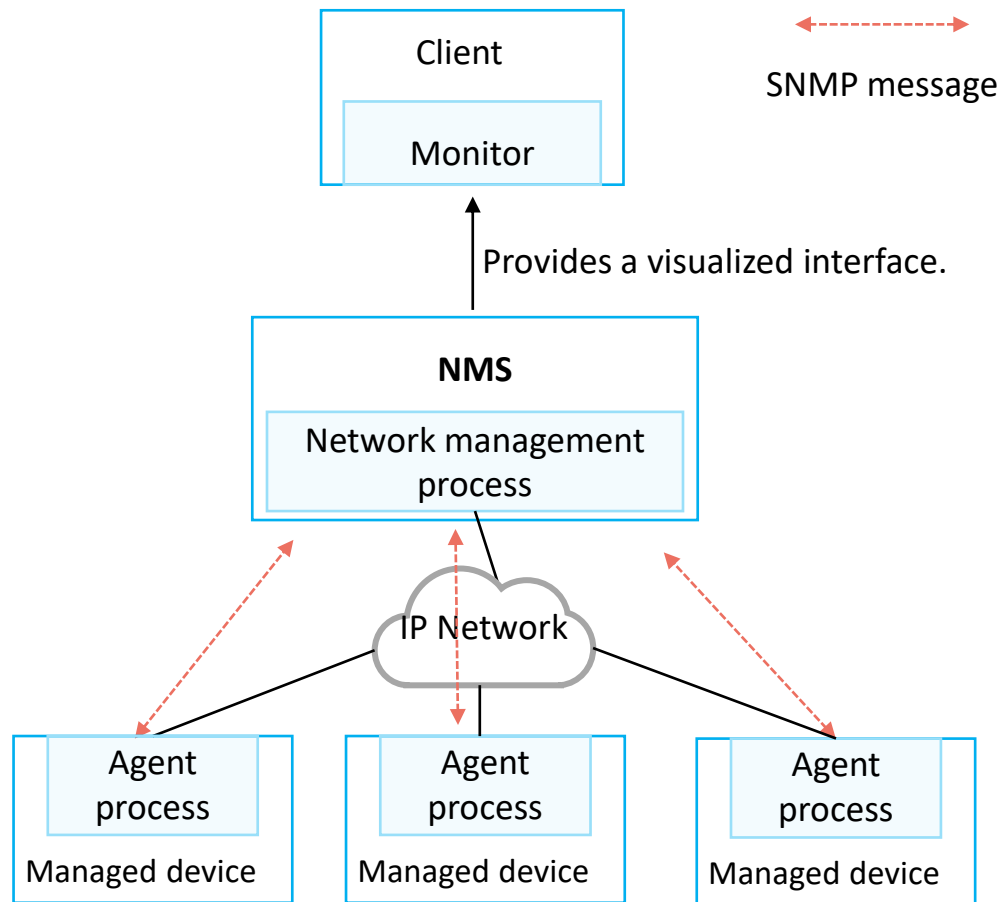 Client
Monitor
SNMP message
Provides a visualized interface.
NMS
Network management
process
IP Network
Agent
process
Managed device
Agent
process
Managed device
Agent
process
Managed device